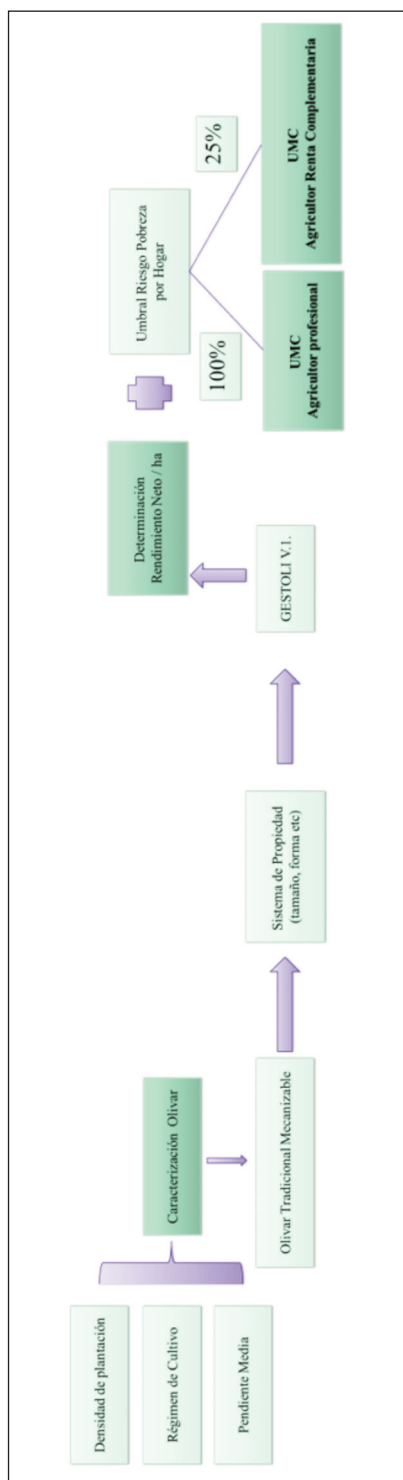 Densidad de plantación
Régimen de Cultivo
Pendiente Media
Caracterización Olivar
Olivar Tradicional Mecanizable
Sistema de Propiedad
(tamaño, forma etc)
GESTOLI V.1.
Determinación
Rendimiento Neto / ha
Umbral Riesgo Pobreza
por Hogar
100%
25%
UMC
Agricultor profesional
UMC
Agricultor Renta Complementaria